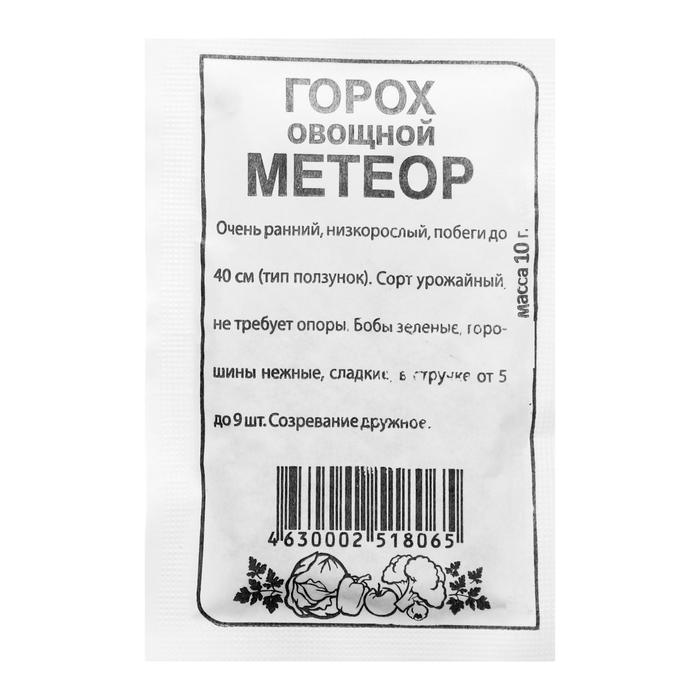 ГОРОХ
ОВОЩНОЙ
МЕТЕОР
Очень ранний, низкорослый, побеги до
40 см (тип ползунок). Сорт урожайный,
не требует опоры. Бобы зеленые, горо-
шины нежные, сладкие, в стручке от 5
до 9 шт. Созревание дружное.
масса 10 г.
4 630002 518065